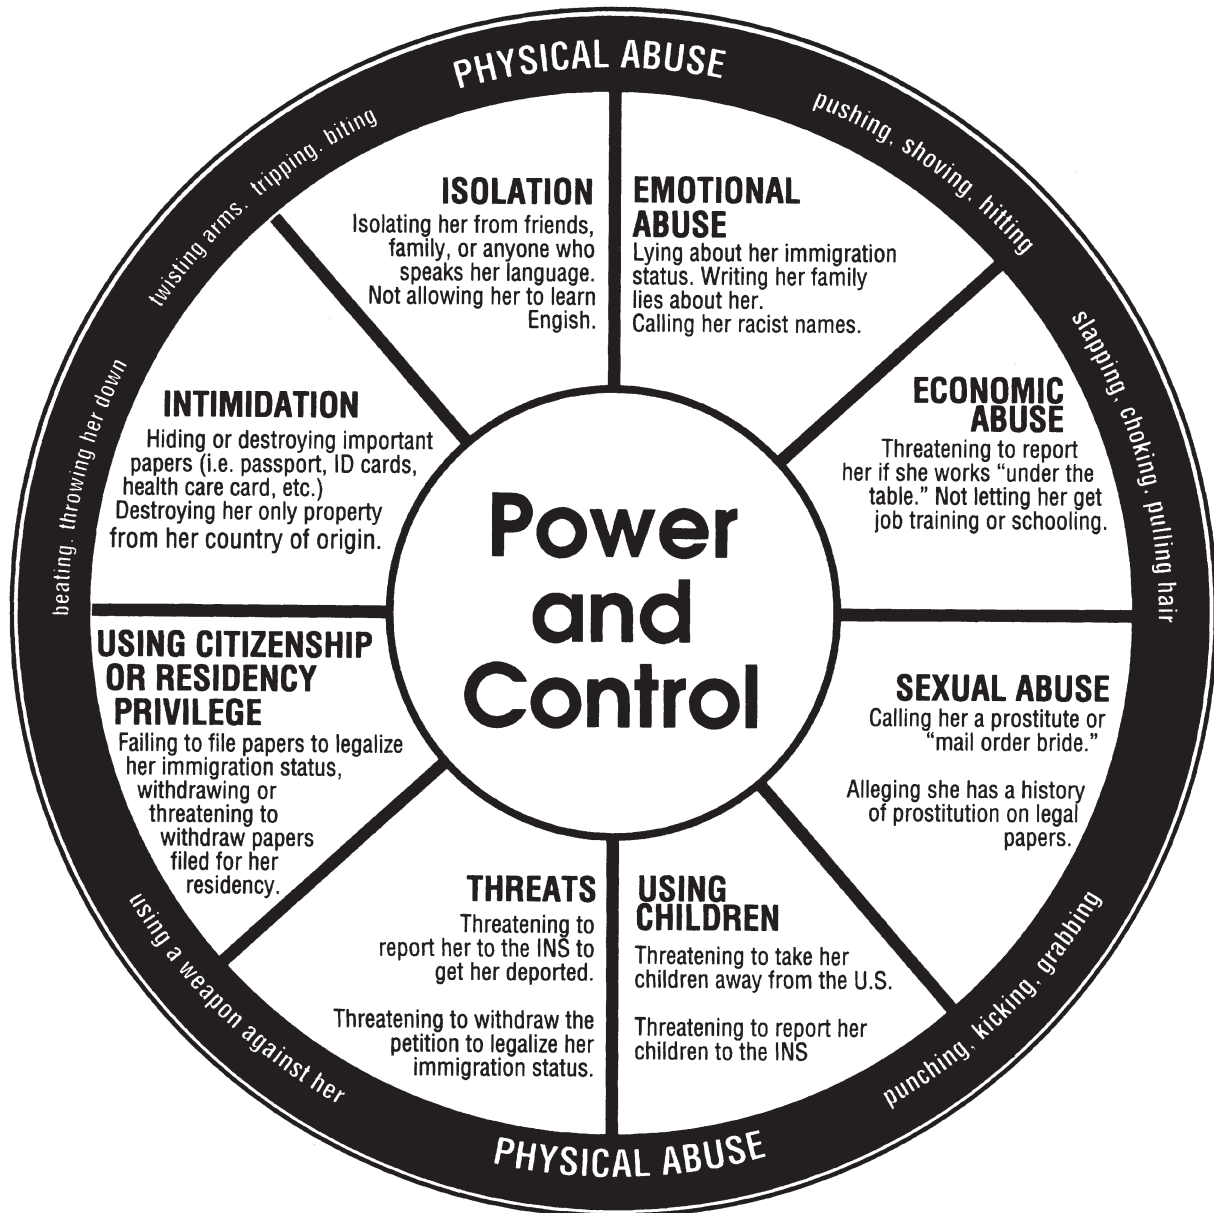 PHYSICAL ABUSE
pushing, shoving, hitting
slapping, choking, pulling hair
punching, kicking, grabbing
PHYSICAL ABUSE
using a weapon against her
beating, throwing her down
twisting arms, tripping, biting
ISOLATION
Isolating her from friends,
family, or anyone who
speaks her language.
Not allowing her to learn
Engish.
EMOTIONAL
ABUSE
Lying about her immigration
status. Writing her family
lies about her.
Calling her racist names.
ECONOMIC
ABUSE
Threatening to report
her if she works “under the
table.” Not letting her get
job training or schooling.
SEXUAL ABUSE
Calling her a prostitute or
“mail order bride.”
Alleging she has a history
of prostitution on legal
papers.
USING
CHILDREN
Threatening to take her
children away from the U.S.
Threatening to report her
children to the INS
THREATS
Threatening to
report her to the INS to
get her deported.
Threatening to withdraw the
petition to legalize her
immigration status.
USING CITIZENSHIP
OR RESIDENCY
PRIVILEGE
Failing to file papers to legalize
her immigration status,
withdrawing or
threatening to
withdraw papers
filed for her
residency.
INTIMIDATION
Hiding or destroying important
papers (i.e. passport, ID cards,
health care card, etc.)
Destroying her only property
from her country of origin.
Power
and
Control